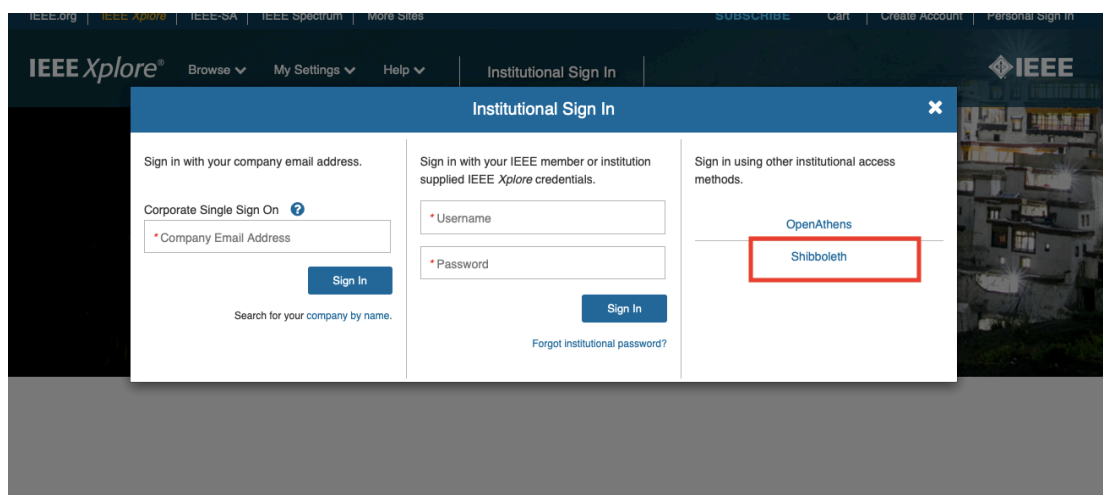 IEEE.org | IEEE Xplore | IEEE-SA | IEEE Spectrum | More Sites
SUBSCRIBE Cart | Create Account | Personal Sign In
IEEE Xplore® Browse My Settings Help Institutional Sign In
IEEE
Institutional Sign In
Sign in with your company email address.
Corporate Single Sign On ?
*Company Email Address
Sign In
Search for your company by name.
Sign in with your IEEE member or institution
supplied IEEE Xplore credentials.
*Username
*Password
Sign In
Forgot institutional password?
Sign in using other institutional access
methods.
OpenAthens
Shibboleth